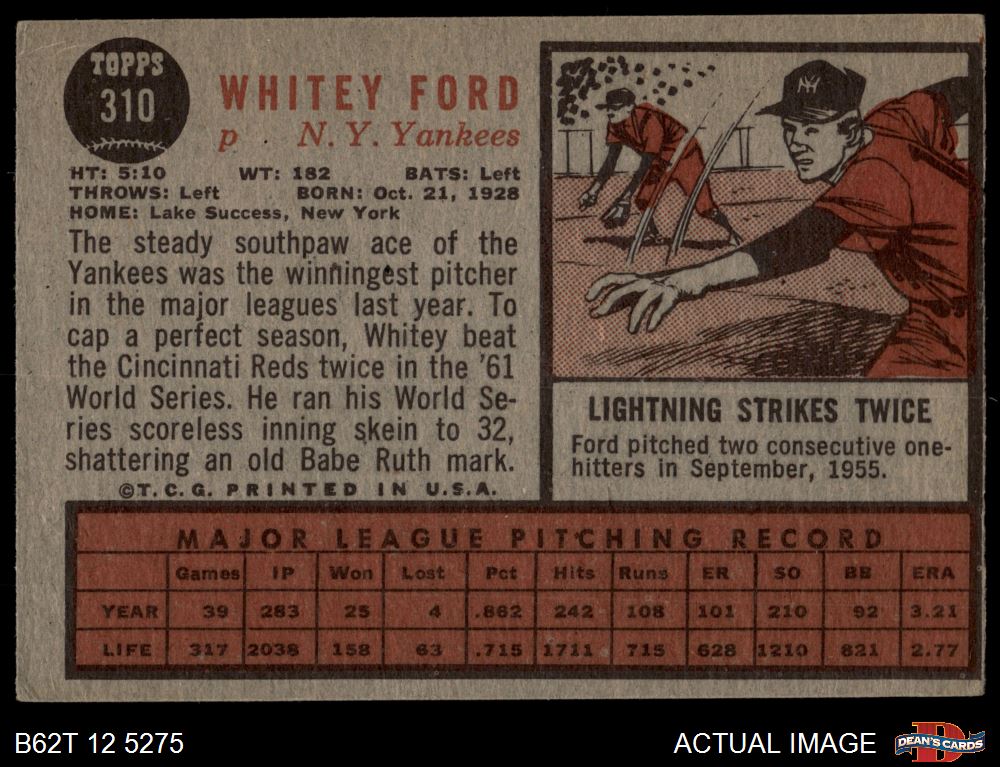 TOPPS
310
WHITEY FORD
p . N. Y. Yankees
HT: 5:10 WT: 182 BATS: Left
THROWS: Left BORN: Oct. 21, 1928
HOME: Lake Success, New York
The steady southpaw ace of the
Yankees was the winningest pitcher
in the major leagues last year. To
cap a perfect season, Whitey beat
the Cincinnati Reds twice in the '61
World Series. He ran his World Se-
ries scoreless inning skein to 32,
shattering an old Babe Ruth mark.
©T.C.G. PRINTED IN U.S.A.
NY
LIGHTNING STRIKES TWICE
Ford pitched two consecutive one-
hitters in September, 1955.
MAJOR LEAGUE PITCHING RECORD
Games IP Won Lost Pct Hits Runs ER SO BB ERA
YEAR 39 283 25 4 .862 242 108 101 210 92 3.21
LIFE 317 2038 158 63 .715 1711 715 628 1210 821 2.77
B62T 12 5275
ACTUAL IMAGE
D
DEAN'S CARDS